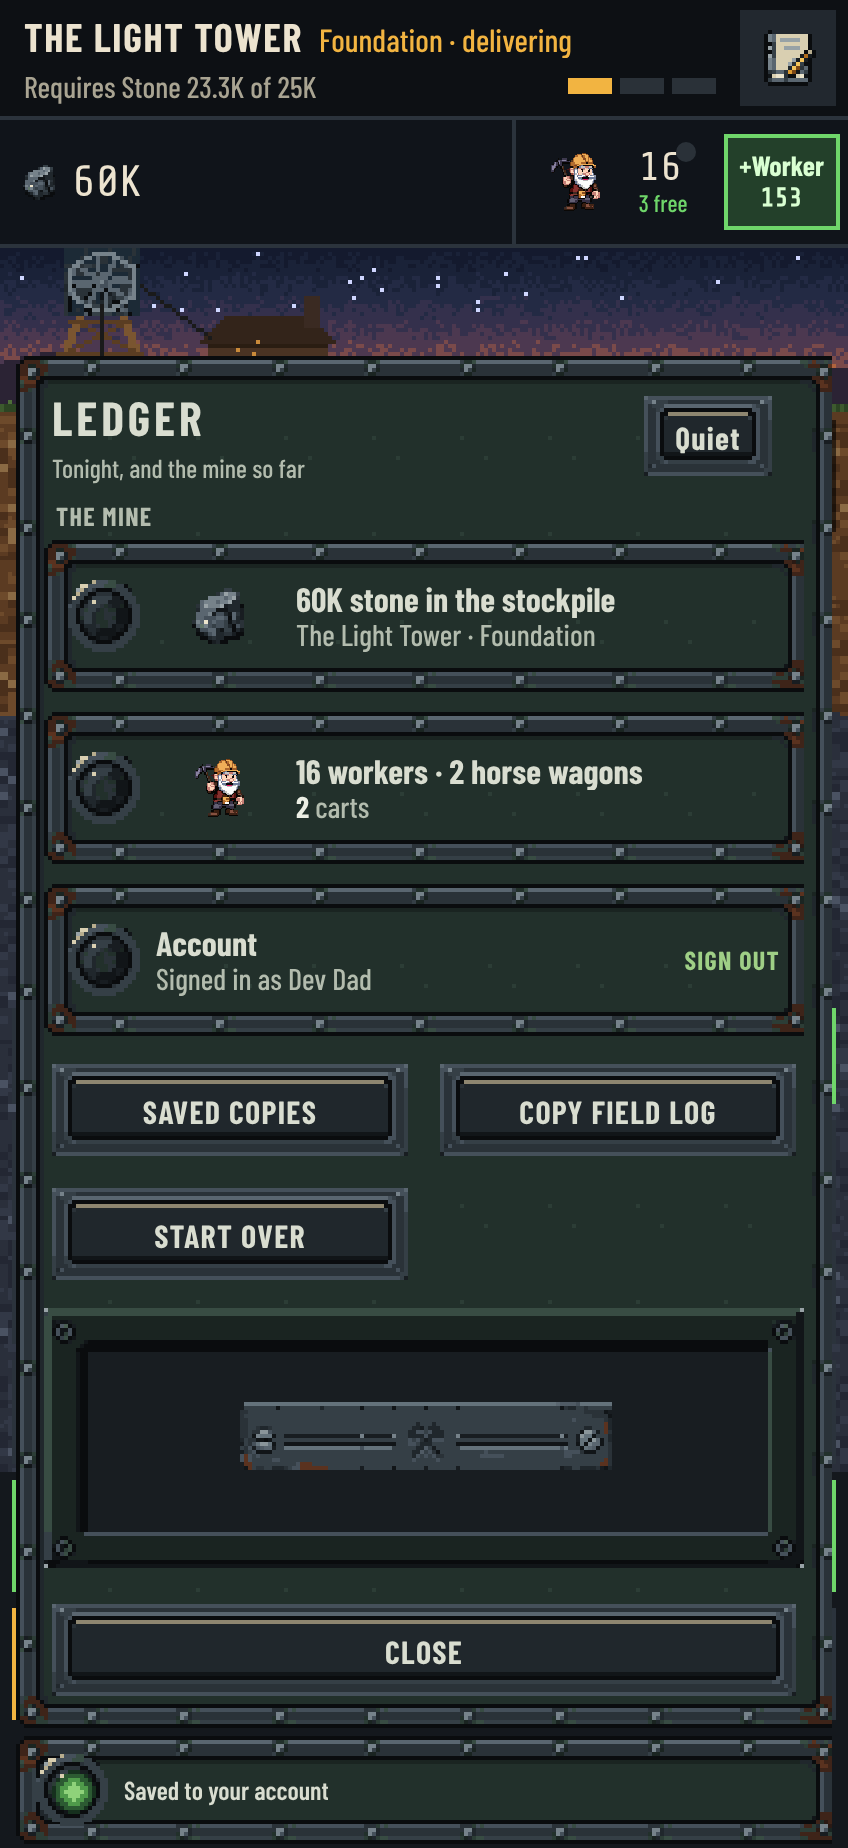 THE LIGHT TOWER Foundation · delivering
Requires Stone 23.3K of 25K
60K
16
3 free
+Worker
153
LEDGER
Quiet
Tonight, and the mine so far
THE MINE
60K stone in the stockpile
The Light Tower · Foundation
16 workers · 2 horse wagons
2 carts
Account
Signed in as Dev Dad
SIGN OUT
SAVED COPIES
COPY FIELD LOG
START OVER
CLOSE
Saved to your account